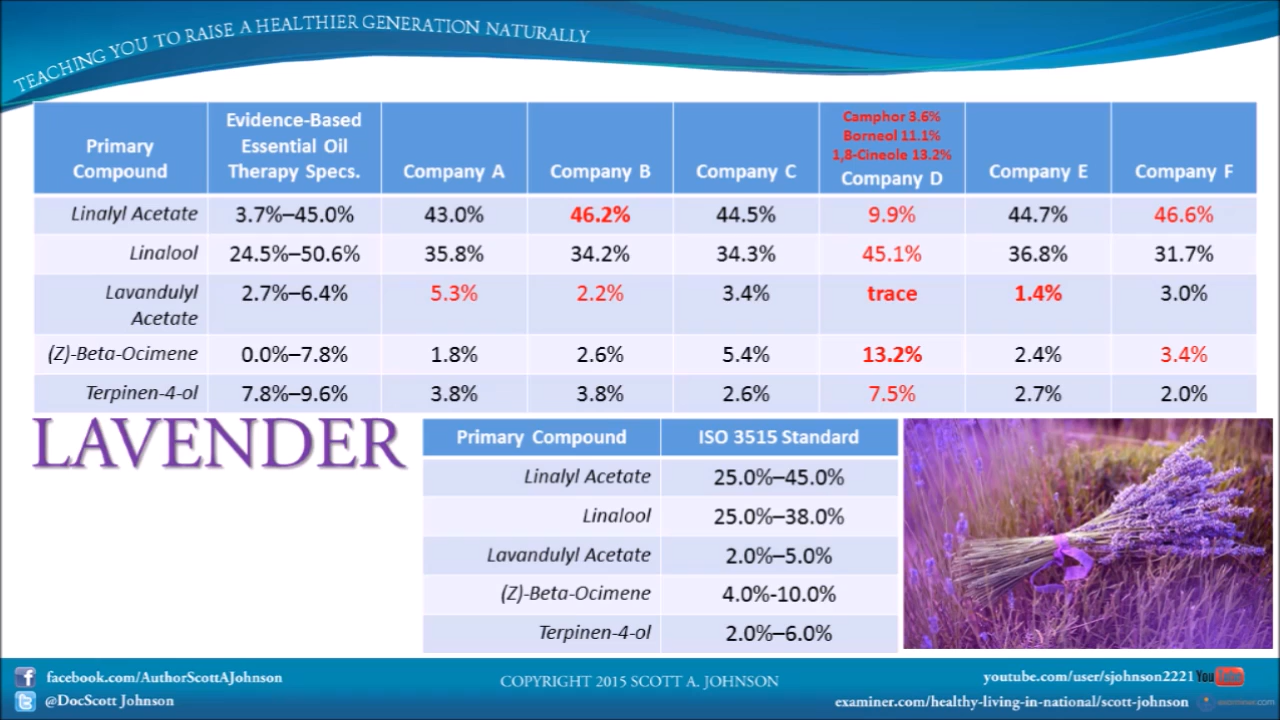 TEACHING YOU TO RAISE A HEALTHIER GENERATION NATURALLY
Primary Compound Evidence-Based Essential Oil Therapy Specs. Company A Company B Company C Camphor 3.6% Borneol 11.1% 1,8-Cineole 13.2% Company D Company E Company F
Linalyl Acetate 3.7%–45.0% 43.0% 46.2% 44.5% 9.9% 44.7% 46.6%
Linalool 24.5%–50.6% 35.8% 34.2% 34.3% 45.1% 36.8% 31.7%
Lavandulyl Acetate 2.7%–6.4% 5.3% 2.2% 3.4% trace 1.4% 3.0%
(Z)-Beta-Ocimene 0.0%–7.8% 1.8% 2.6% 5.4% 13.2% 2.4% 3.4%
Terpinen-4-ol 7.8%–9.6% 3.8% 3.8% 2.6% 7.5% 2.7% 2.0%
LAVENDER
Primary Compound ISO 3515 Standard
Linalyl Acetate 25.0%–45.0%
Linalool 25.0%–38.0%
Lavandulyl Acetate 2.0%–5.0%
(Z)-Beta-Ocimene 4.0%-10.0%
Terpinen-4-ol 2.0%–6.0%
facebook.com/AuthorScottAJohnson
@DocScott Johnson
COPYRIGHT 2015 SCOTT A. JOHNSON
youtube.com/user/sjohnson2221 YouTube
examiner.com/healthy-living-in-national/scott-johnson